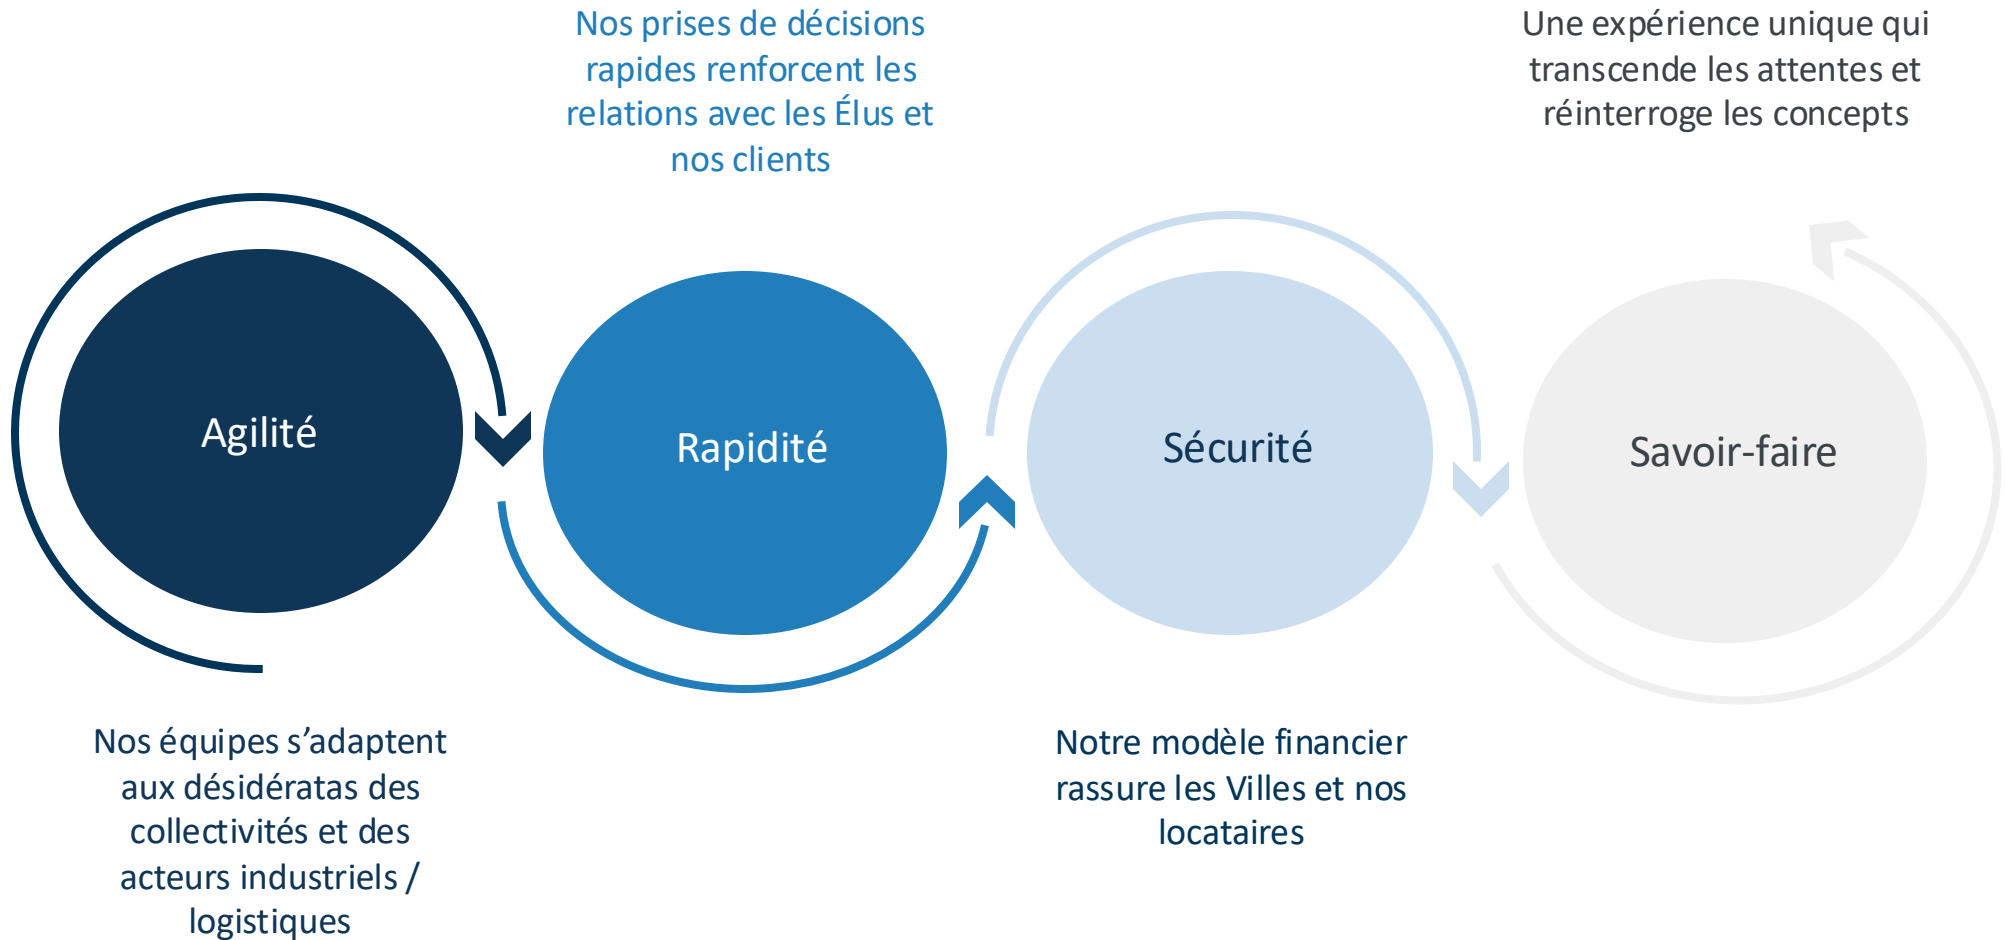 Nos prises de décisions
rapides renforcent les
relations avec les Élus et
nos clients
Une expérience unique qui
transcende les attentes et
réinterroge les concepts
Agilité
Rapidité
Sécurité
Savoir-faire
Nos équipes s’adaptent
aux désidératas des
collectivités et des
acteurs industriels /
logistiques
Notre modèle financier
rassure les Villes et nos
locataires